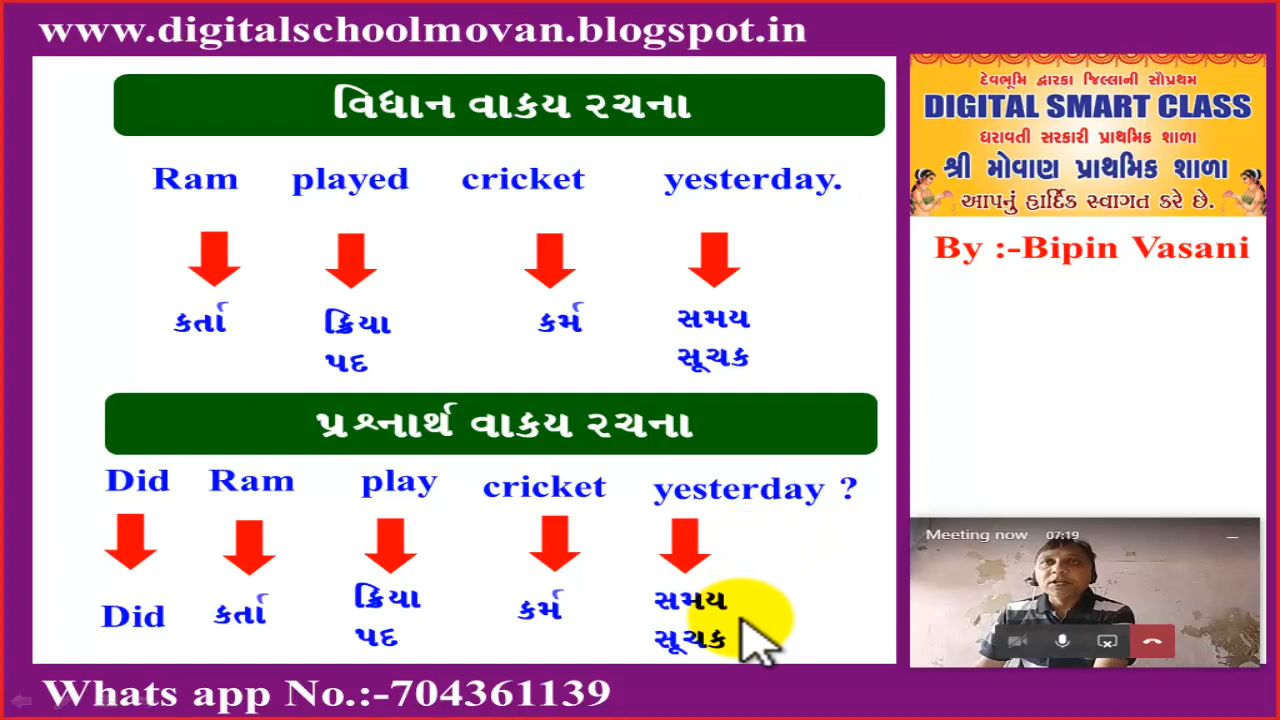 www.digitalschoolmovan.blogspot.in
વિધાન વાકય રચના
Ram played cricket yesterday.
કર્તા ક્રિયા કર્મ સમય
પદ સૂચક
પ્રશ્નાર્થ વાકય રચના
Did Ram play cricket yesterday ?
Did કર્તા ક્રિયા કર્મ સમય
પદ સૂચક
Whats app No.:-704361139
દેવભૂમિ દ્વારકા જિલ્લાની સૌપ્રથમ
DIGITAL SMART CLASS
ધરાવતી સરકારી પ્રાથમિક શાળા
શ્રી મોવાણ પ્રાથમિક શાળા
આપનું હાર્દિક સ્વાગત કરે છે.
By :-Bipin Vasani
Meeting now 07:19